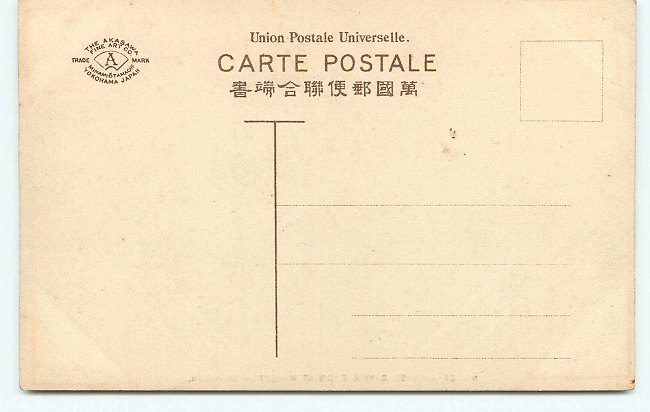 Union Postale Universelle.
CARTE POSTALE
書端合聯便郵國萬
THE AKASAWA
FINE ART CO.
TRADE A MARK
YOKOHAMA JAPAN